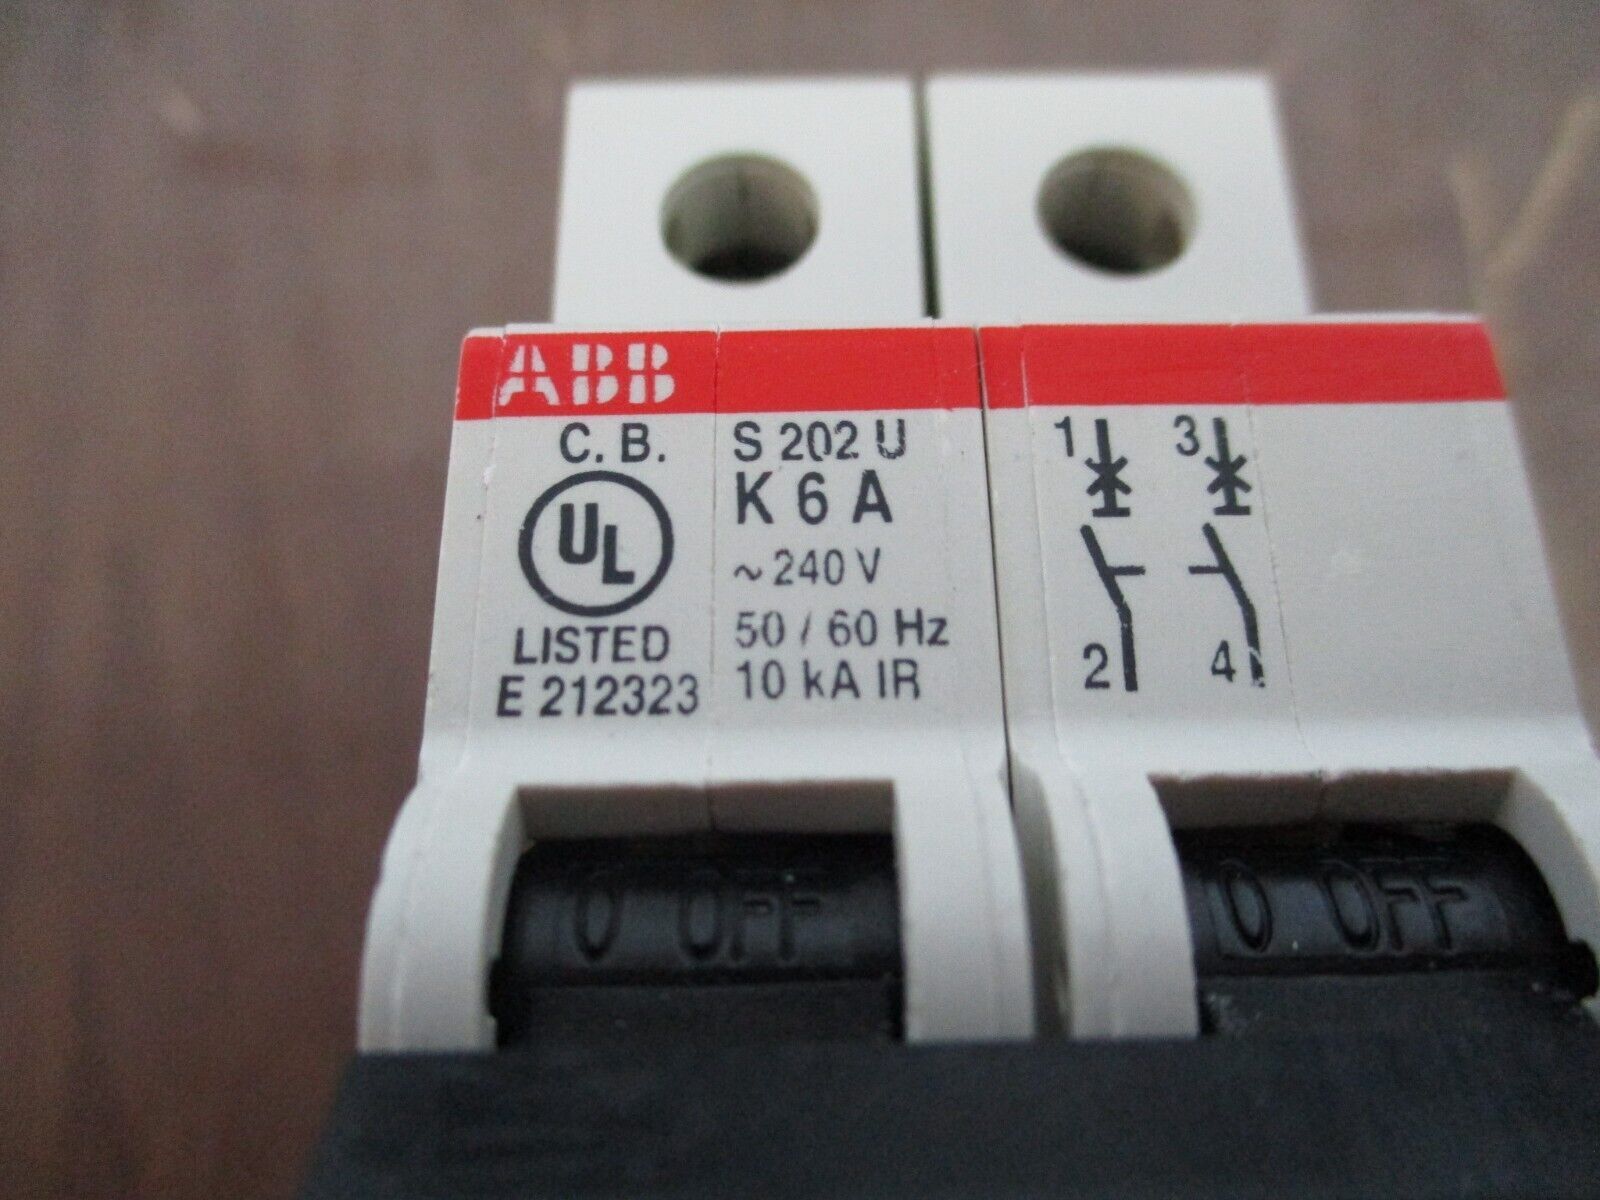 ABB
C.B.
UL
LISTED
E 212323
S 202 U
K 6 A
~ 240 V
50 / 60 Hz
10 kA IR
1 3
2 4
0 OFF
0 OFF